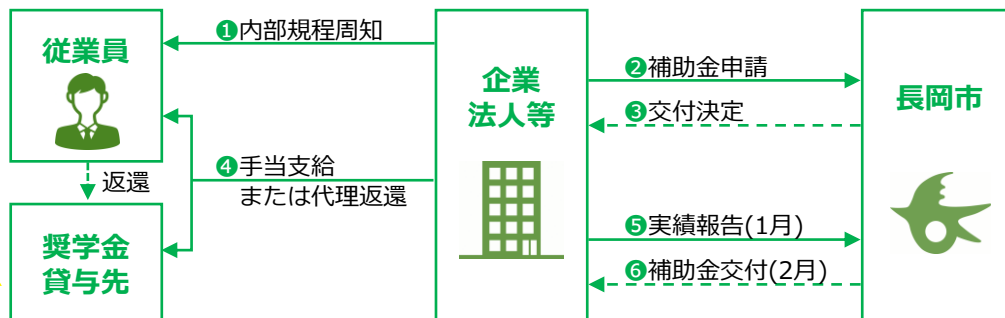 従業員
❶内部規程周知
企業
法人等
❷補助金申請
❸交付決定
長岡市
❹手当支給
または代理返還
返還
奨学金
貸与先
❺実績報告(1月)
❻補助金交付(2月)